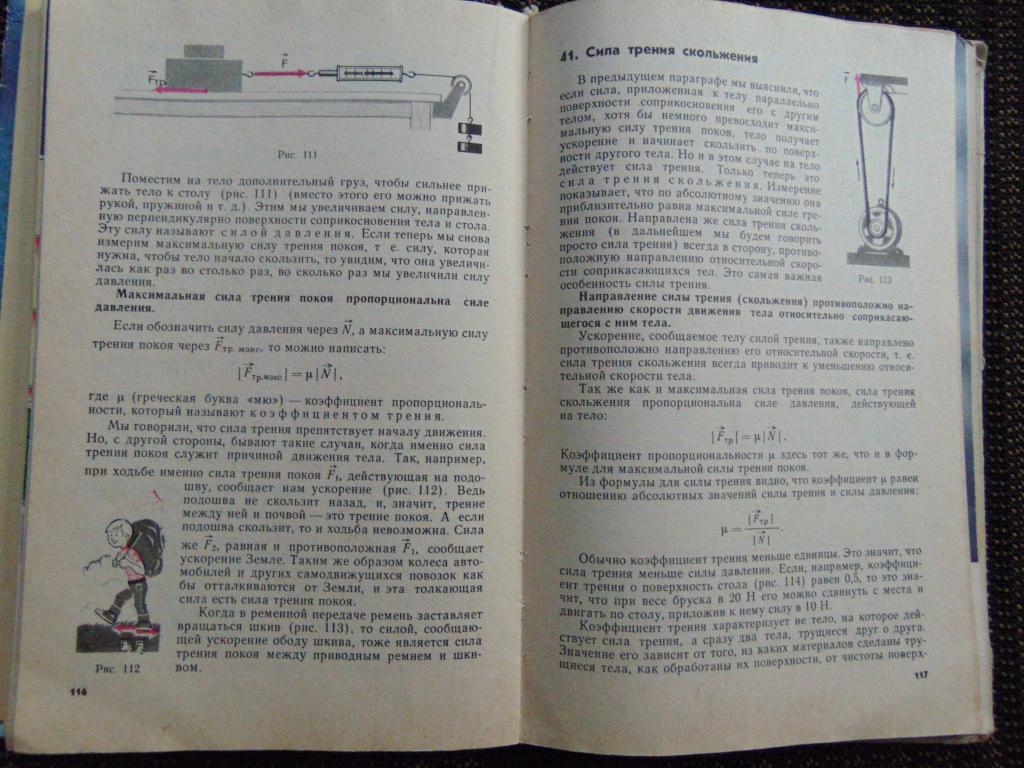 F⃗тр
F⃗
Рис. 111
Поместим на тело дополнительный груз, чтобы сильнее при-
жать тело к столу (рис. 111) (вместо этого его можно прижать
рукой, пружиной и т. д.). Этим мы увеличиваем силу, направлен-
ную перпендикулярно поверхности соприкосновения тела и стола.
Эту силу называют силой давления. Если теперь мы снова
измерим максимальную силу трения покоя, т е. силу, которая
нужна, чтобы тело начало скользить, то увидим, что она увеличи-
лась как раз во столько раз, во сколько раз мы увеличили силу
давления.
Максимальная сила трения покоя пропорциональна силе
давления.
Если обозначить силу давления через N⃗, а максимальную силу
трения покоя через F⃗тр. макс, то можно написать:
|F⃗тр.макс| = μ|N⃗|,
где μ (греческая буква «мю») — коэффициент пропорциональ-
ности, который называют коэффициентом трения.
Мы говорили, что сила трения препятствует началу движения.
Но, с другой стороны, бывают такие случаи, когда именно сила
трения покоя служит причиной движения тела. Так, например,
при ходьбе именно сила трения покоя F⃗₁, действующая на подо-
шву, сообщает нам ускорение (рис. 112). Ведь
подошва не скользит назад, и, значит, трение
между ней и почвой — это трение покоя. А если
подошва скользит, то и ходьба невозможна. Сила
же F⃗₂, равная и противоположная F⃗₁, сообщает
ускорение Земле. Таким же образом колеса авто-
мобилей и других самодвижущихся повозок как
бы отталкиваются от Земли, и эта толкающая
сила есть сила трения покоя.
Когда в ременной передаче ремень заставляет
вращаться шкив (рис. 113), то силой, сообщаю-
щей ускорение ободу шкива, тоже является сила
трения покоя между приводным ремнем и шки-
вом.
Рис. 112
116
41. Сила трения скольжения
В предыдущем параграфе мы выяснили, что
если сила, приложенная к телу параллельно
поверхности соприкосновения его с другим
телом, хотя бы немного превосходит макси-
мальную силу трения покоя, тело получает
ускорение и начинает скользить по поверх-
ности другого тела. Но и в этом случае на тело
действует сила трения. Только теперь это
сила трения скольжения. Измерение
показывает, что по абсолютному значению она
приблизительно равна максимальной силе тре-
ния покоя. Направлена же сила трения сколь-
жения (в дальнейшем мы будем говорить
просто сила трения) всегда в сторону, противо-
положную направлению относительной скоро-
сти соприкасающихся тел. Это самая важная
особенность силы трения.
F⃗
Рис. 113
Направление силы трения (скольжения) противоположно на-
правлению скорости движения тела относительно соприкасаю-
щегося с ним тела.
Ускорение, сообщаемое телу силой трения, также направлено
противоположно направлению его относительной скорости, т. е.
сила трения скольжения всегда приводит к уменьшению относи-
тельной скорости тела.
Так же как и максимальная сила трения покоя, сила трения
скольжения пропорциональна силе давления, действующей
на тело:
|F⃗тр| = μ|N⃗|.
Коэффициент пропорциональности μ здесь тот же, что и в фор-
муле для максимальной силы трения покоя.
Из формулы для силы трения видно, что коэффициент μ равен
отношению абсолютных значений силы трения и силы давления:
μ = |F⃗тр| / |N⃗|.
Обычно коэффициент трения меньше единицы. Это значит, что
сила трения меньше силы давления. Если, например, коэффици-
ент трения о поверхность стола (рис. 114) равен 0,5, то это зна-
чит, что при весе бруска в 20 Н его можно сдвинуть с места и
двигать по столу, приложив к нему силу в 10 Н.
Коэффициент трения характеризует не тело, на которое дей-
ствует сила трения, а сразу два тела, трущиеся друг о друга.
Значение его зависит от того, из каких материалов сделаны тру-
щиеся тела, как обработаны их поверхности, от чистоты поверх-
117